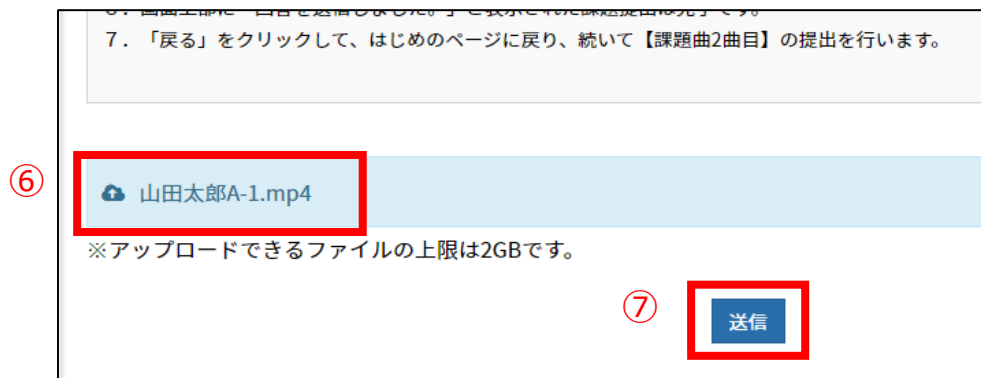 7．「戻る」をクリックして、はじめのページに戻り、続いて【課題曲2曲目】の提出を行います。
⑥
山田太郎A-1.mp4
※アップロードできるファイルの上限は2GBです。
⑦
送信